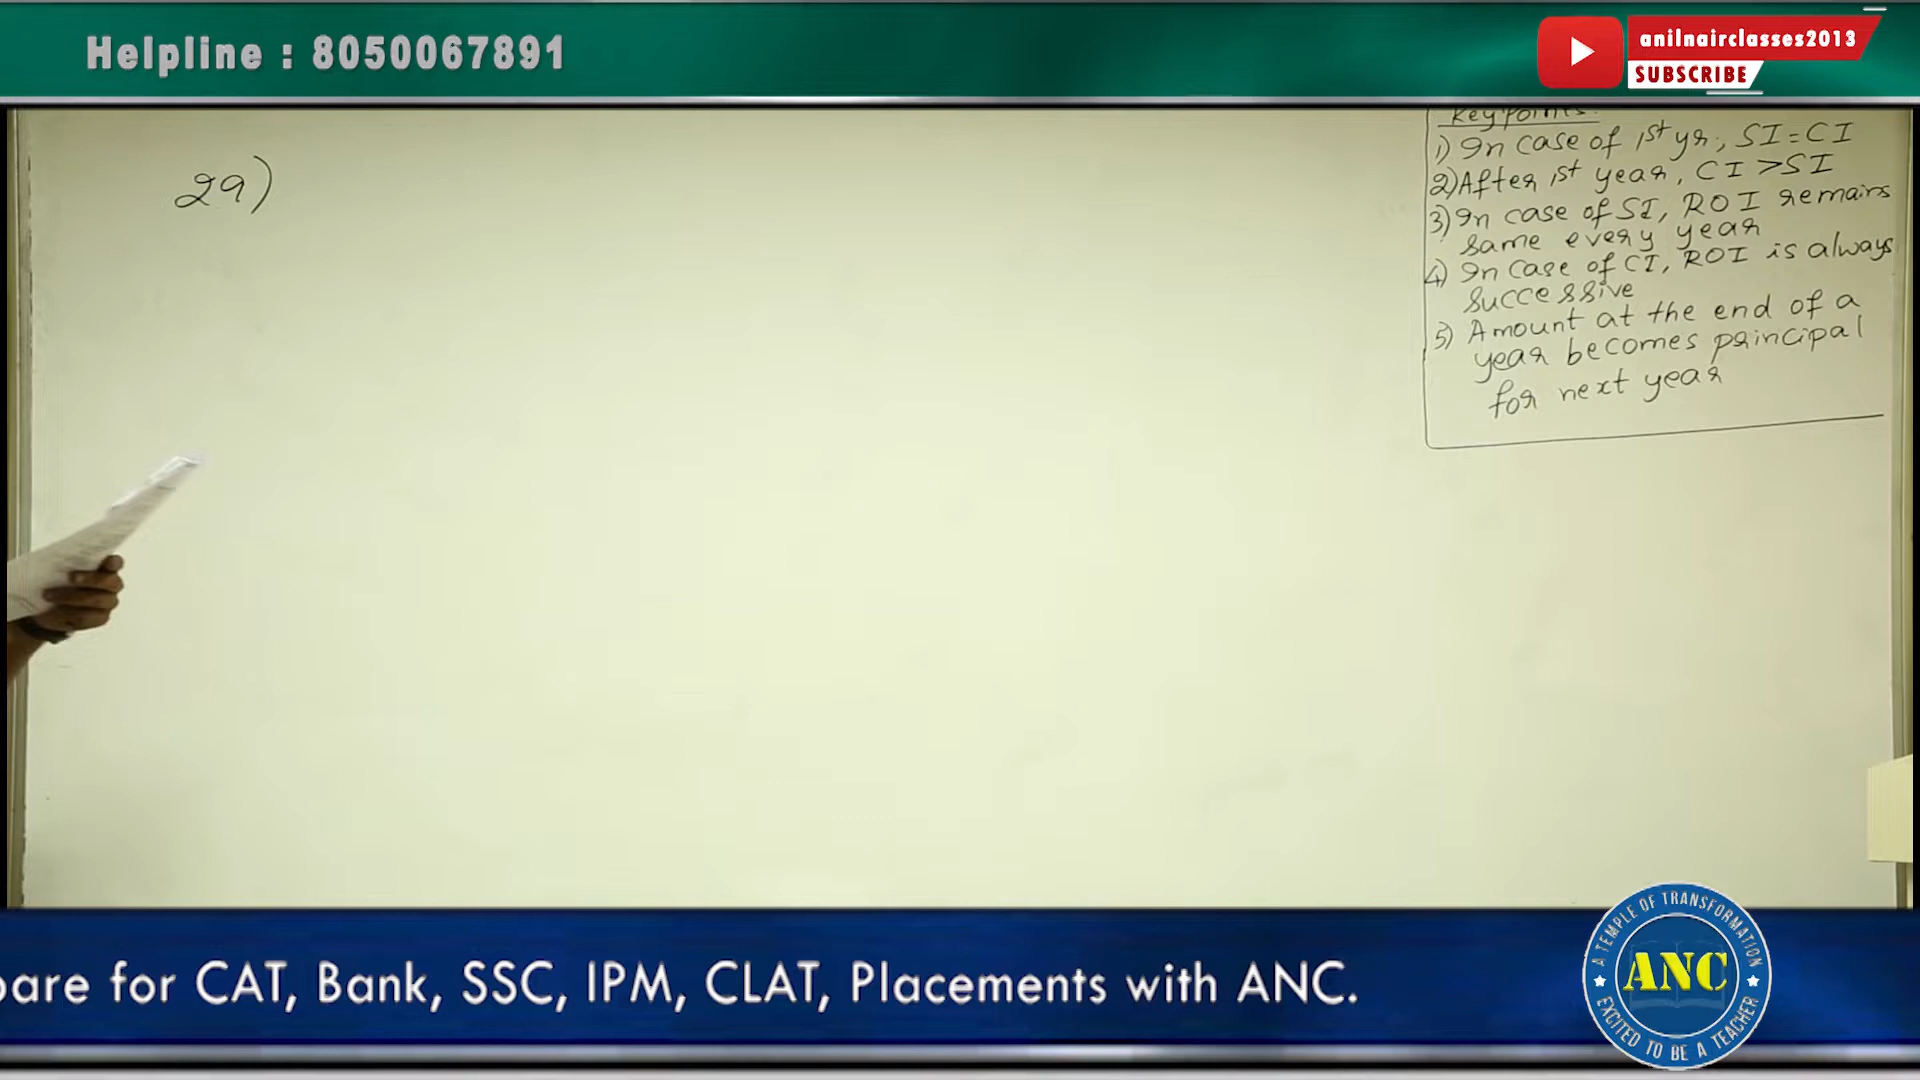 Helpline : 8050067891
anilnairclasses2013
SUBSCRIBE
29)
Key points:
1) In case of 1st yr, SI = CI
2) After 1st year, CI > SI
3) In case of SI, ROI remains
same every year
4) In case of CI, ROI is always
successive
5) Amount at the end of a
year becomes principal
for next year
pare for CAT, Bank, SSC, IPM, CLAT, Placements with ANC.
A TEMPLE OF TRANSFORMATION
ANC
EXCITED TO BE A TEACHER